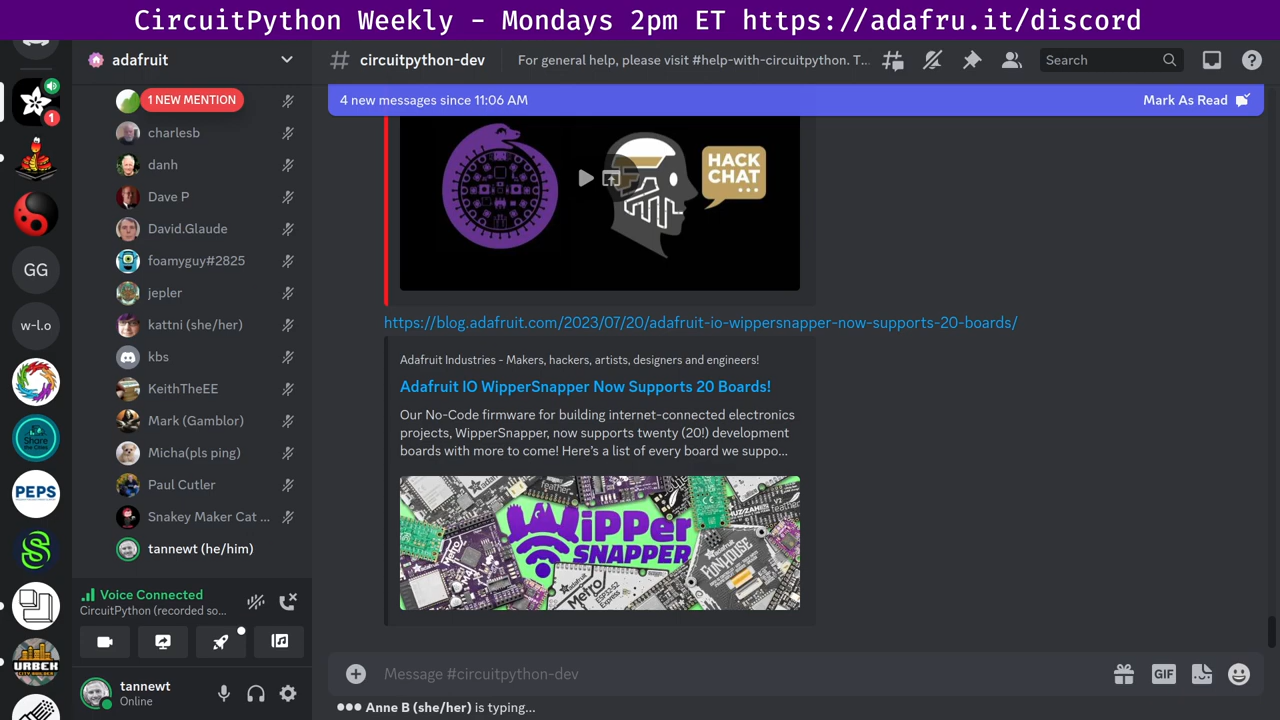 CircuitPython Weekly - Mondays 2pm ET https://adafru.it/discord
adafruit
1 NEW MENTION
1
charlesb
danh
Dave P
David.Glaude
foamyguy#2825
jepler
kattni (she/her)
kbs
KeithTheEE
Mark (Gamblor)
Micha(pls ping)
Paul Cutler
Snakey Maker Cat ...
tannewt (he/him)
GG
w-l.o
Share the Cities
PEPS
URBEK
Voice Connected
CircuitPython (recorded so...
tannewt
Online
# circuitpython-dev
For general help, please visit #help-with-circuitpython. T...
Search
4 new messages since 11:06 AM
Mark As Read
HACK
CHAT
https://blog.adafruit.com/2023/07/20/adafruit-io-wippersnapper-now-supports-20-boards/
Adafruit Industries - Makers, hackers, artists, designers and engineers!
Adafruit IO WipperSnapper Now Supports 20 Boards!
Our No-Code firmware for building internet-connected electronics
projects, WipperSnapper, now supports twenty (20!) development
boards with more to come! Here's a list of every board we suppo...
WiPPer
SNAPPER
FUNHOUSE
Metro
Message #circuitpython-dev
GIF
Anne B (she/her) is typing...